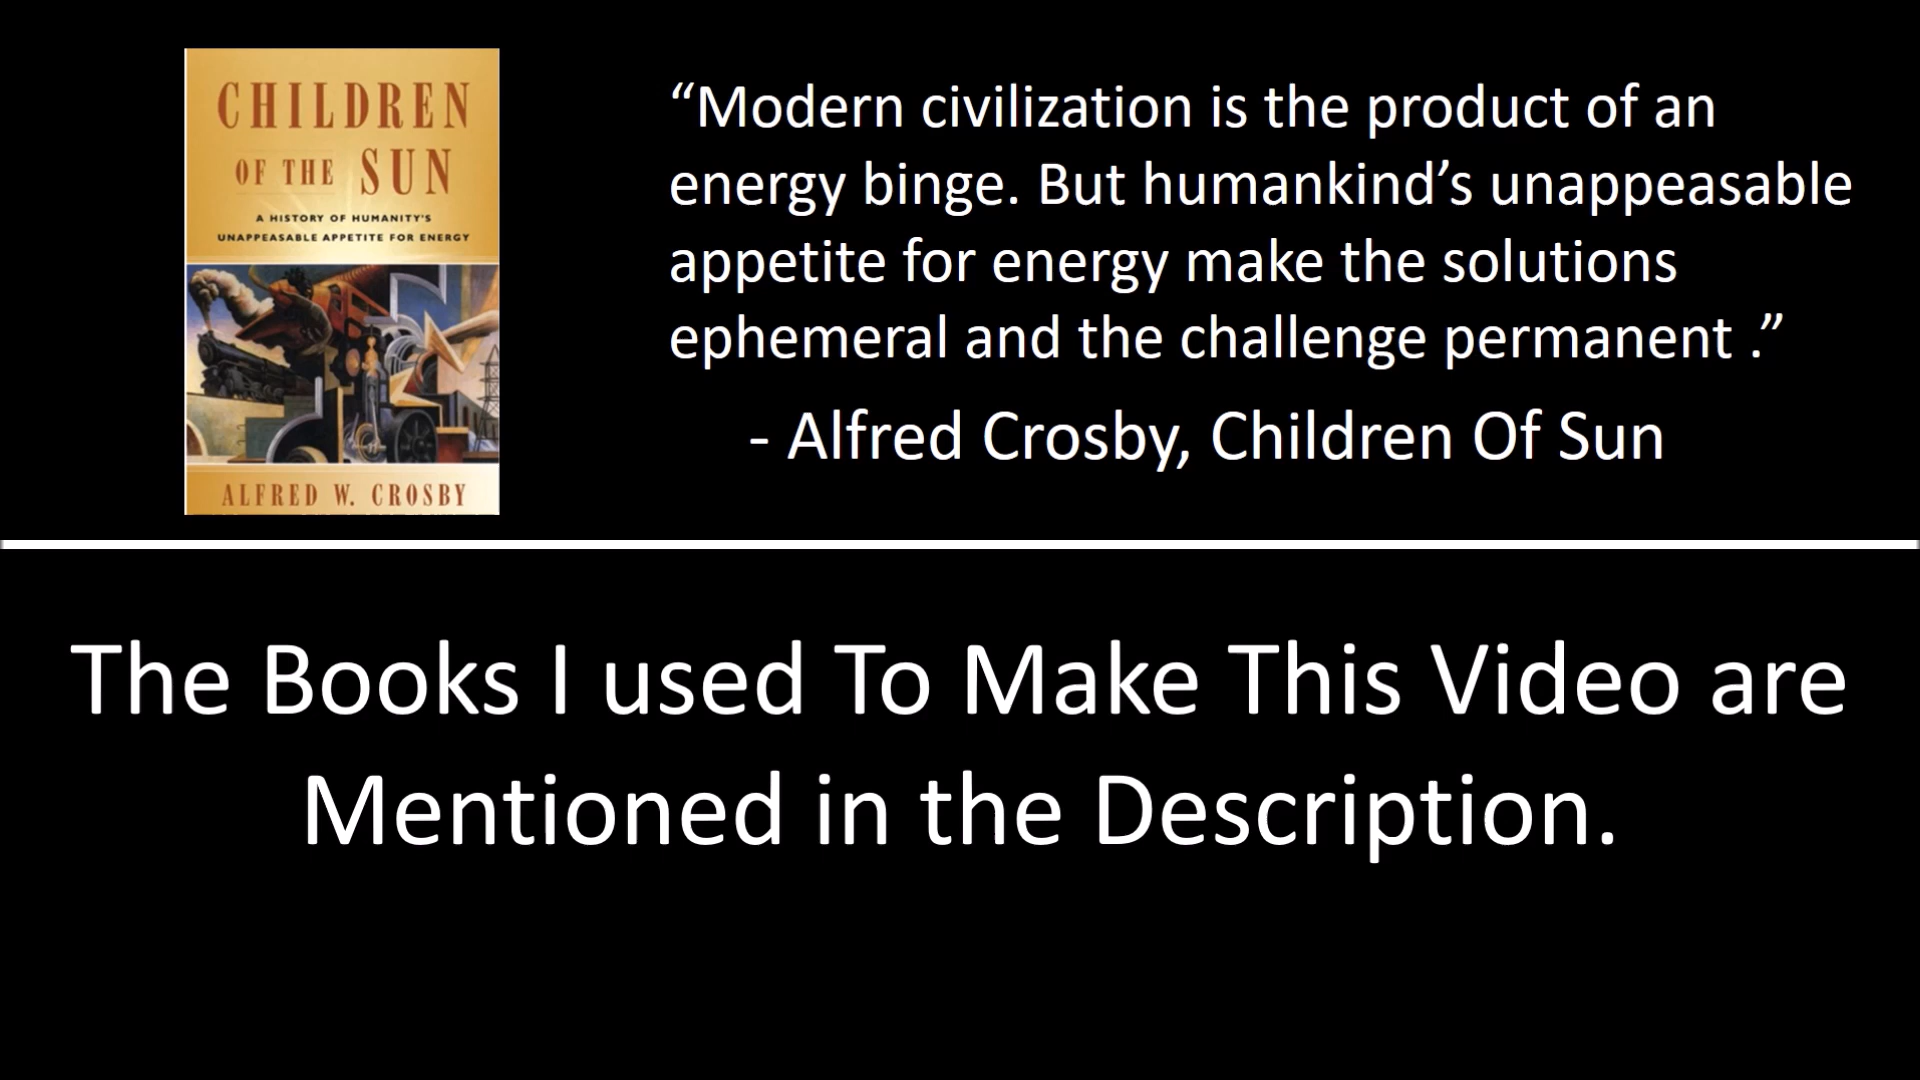 CHILDREN
OF THE SUN
A HISTORY OF HUMANITY'S
UNAPPEASABLE APPETITE FOR ENERGY
ALFRED W. CROSBY
“Modern civilization is the product of an
energy binge. But humankind’s unappeasable
appetite for energy make the solutions
ephemeral and the challenge permanent .”
- Alfred Crosby, Children Of Sun
The Books I used To Make This Video are
Mentioned in the Description.